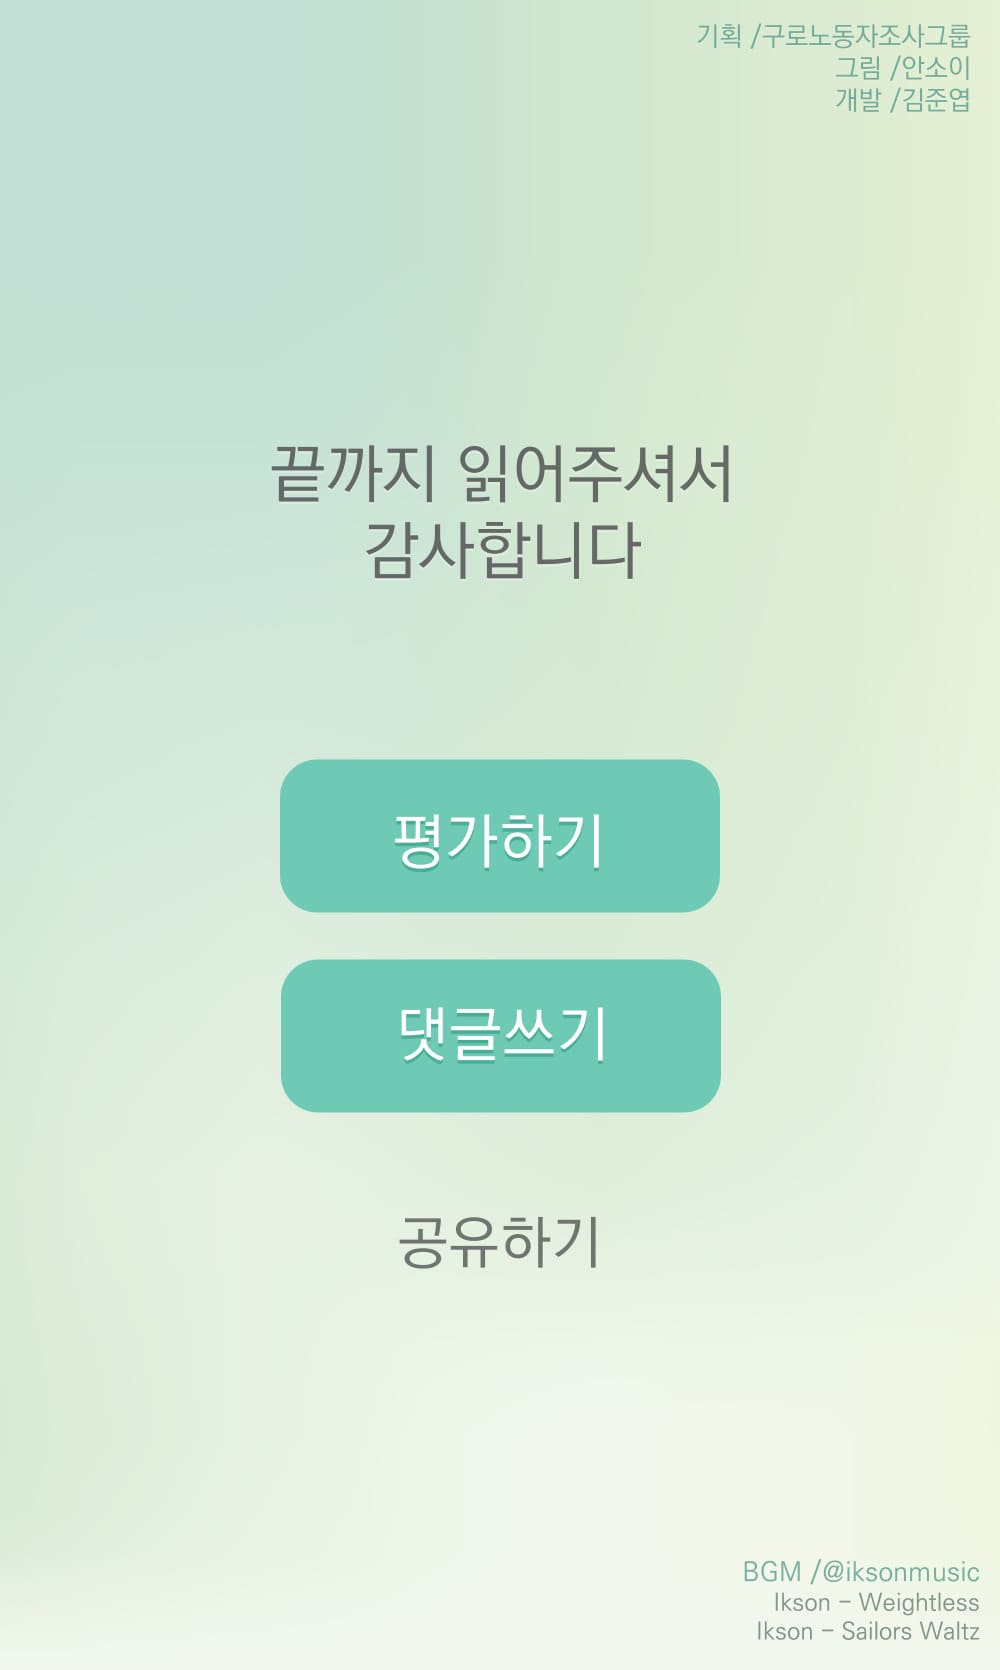 기획 /구로노동자조사그룹
그림 /안소이
개발 /김준엽
끝까지 읽어주셔서
감사합니다
평가하기
댓글쓰기
공유하기
BGM /@iksonmusic
Ikson - Weightless
Ikson - Sailors Waltz